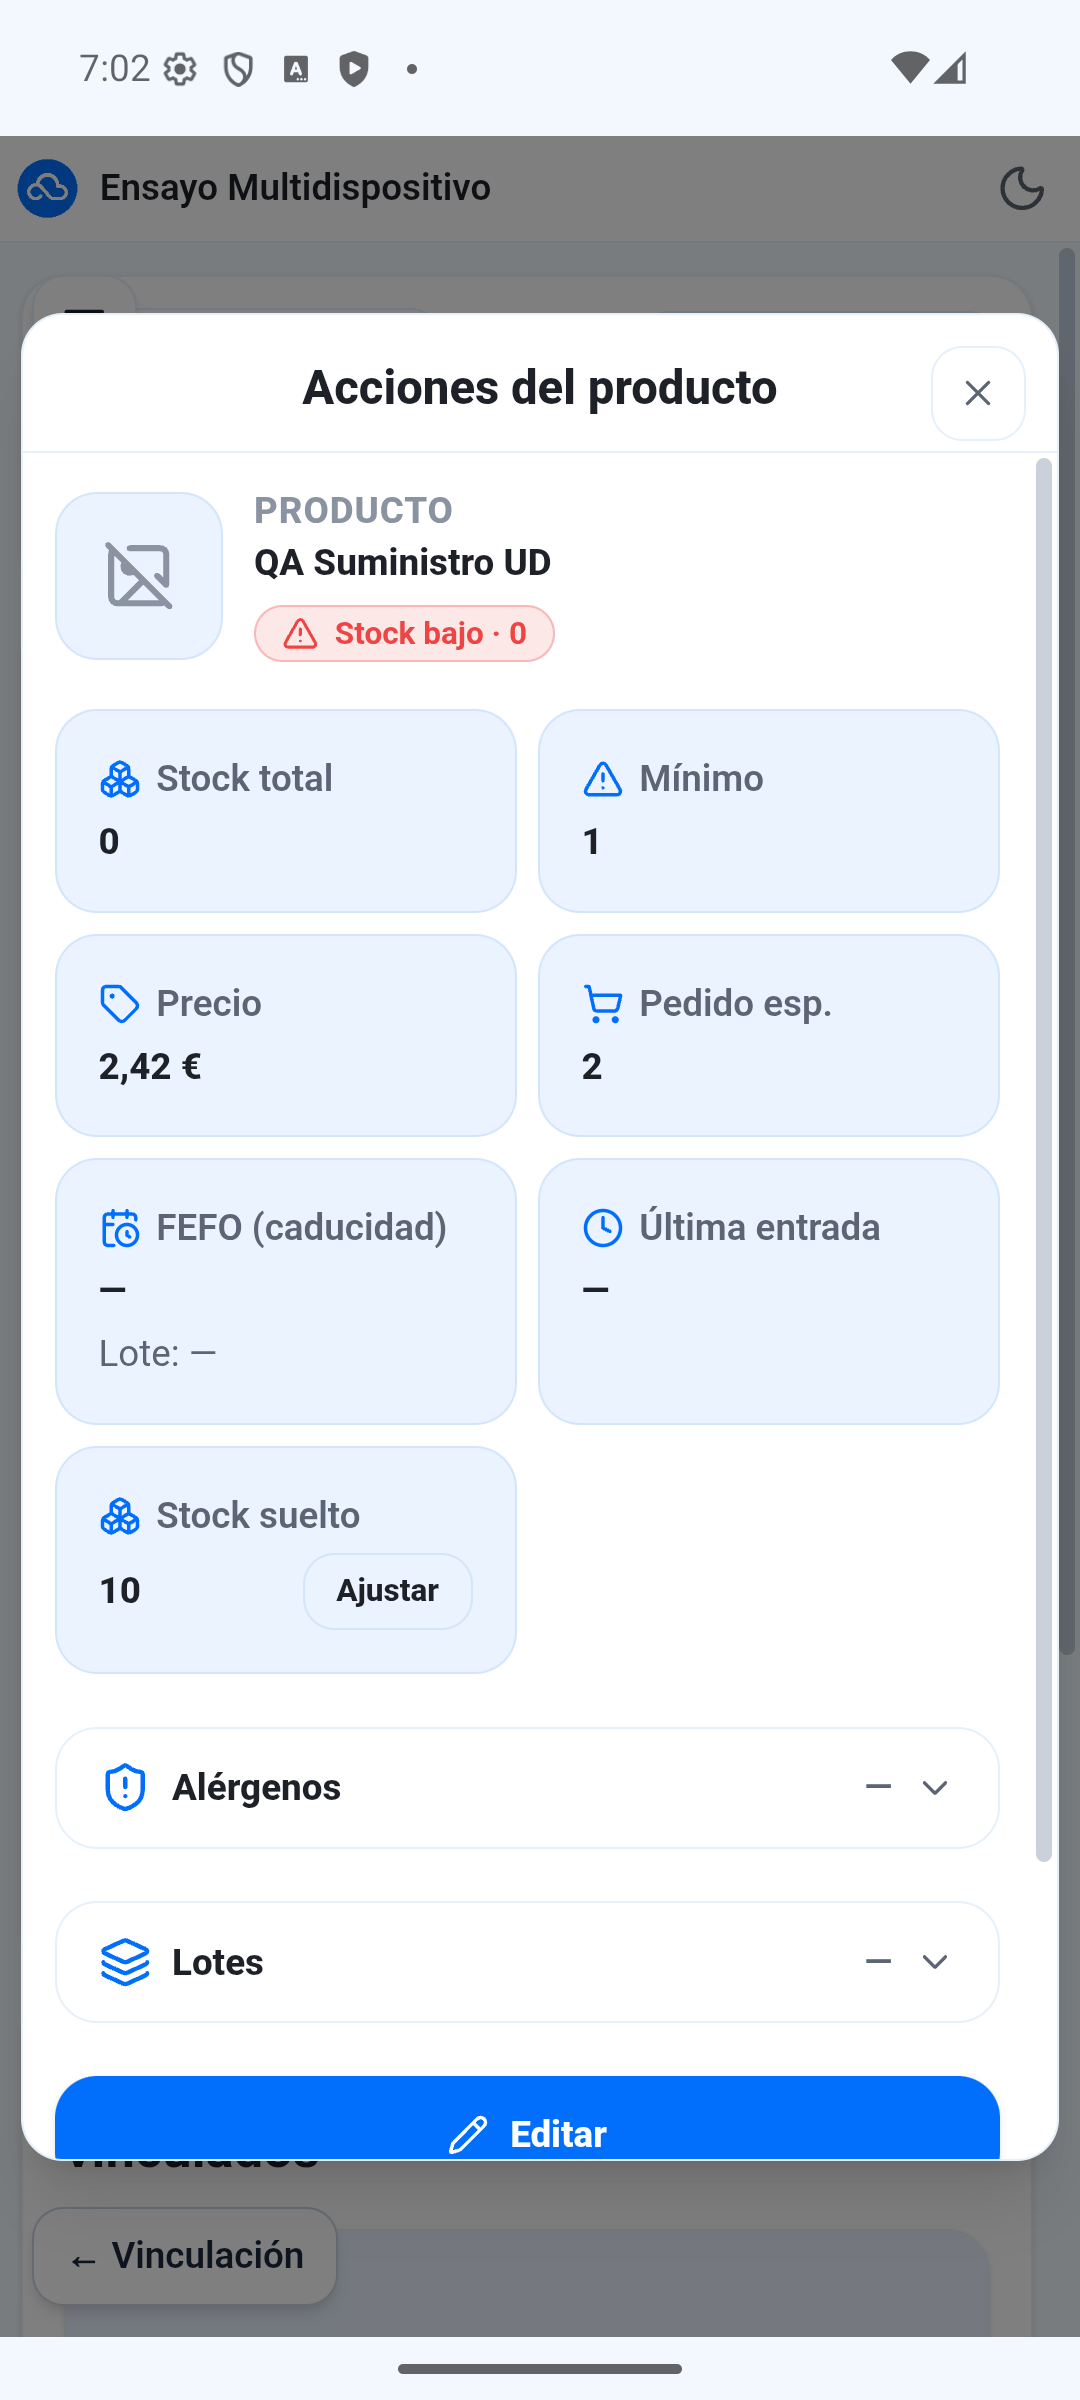 7:02
Ensayo Multidispositivo
Acciones del producto
PRODUCTO
QA Suministro UD
Stock bajo · 0
Stock total
0
Mínimo
1
Precio
2,42 €
Pedido esp.
2
FEFO (caducidad)
—
Lote: —
Última entrada
—
Stock suelto
10
Ajustar
Alérgenos
—
Lotes
—
Editar
← Vinculación